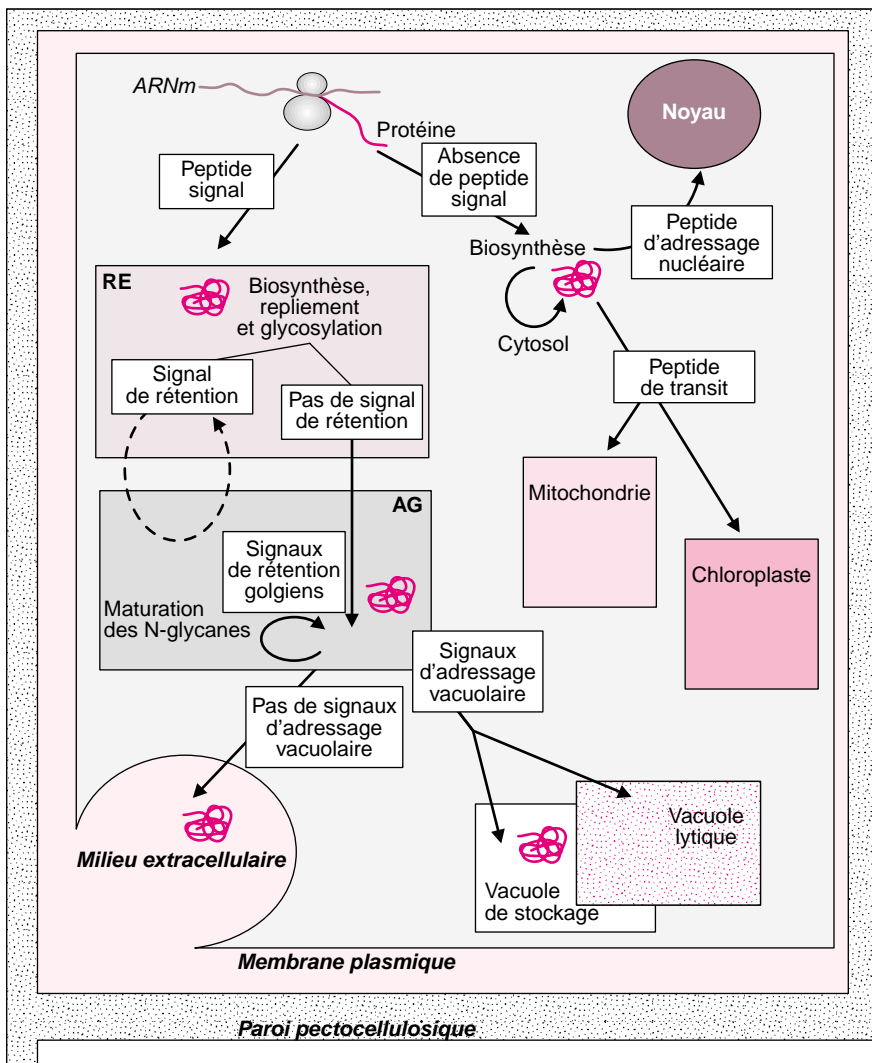 ARNm
Noyau
Protéine
Peptide
signal
Absence
de peptide
signal
Biosynthèse
Peptide
d'adressage
nucléaire
RE
Biosynthèse,
repliement
et glycosylation
Cytosol
Signal
de rétention
Pas de signal
de rétention
Peptide
de transit
Mitochondrie
AG
Signaux
de rétention
golgiens
Chloroplaste
Maturation
des N-glycanes
Signaux
d'adressage
vacuolaire
Pas de signaux
d'adressage
vacuolaire
Vacuole
lytique
Milieu extracellulaire
Vacuole
de stockage
Membrane plasmique
Paroi pectocellulosique